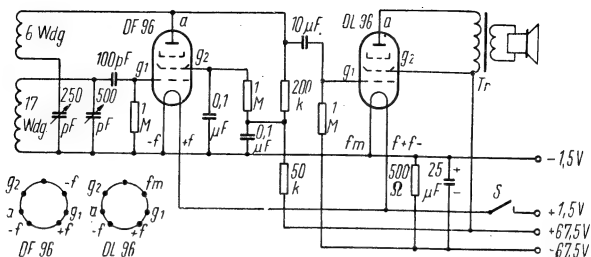 6 Wdg
DF 96
a
g2
g1
100pF
10 µF
DL 96
a
g2
g1
Tr
17
Wdg.
250
pF
500
pF
1
M
-f
+f
0,1
µF
1
M
0,1
µF
200
k
1
M
fm
f+f-
50
k
500
Ω
25
µF
+
-
S
-1,5V
+1,5V
+67,5V
-67,5V
g2
-f
a
g1
-f
+f
DF 96
g2
fm
a
g1
-f
+f
DL 96